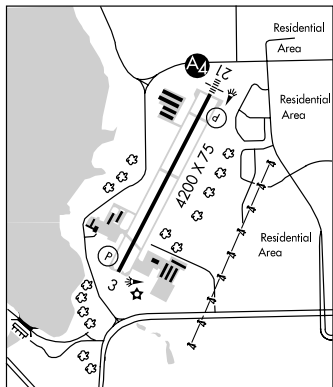 Residential
Area
A4
21
P
Residential
Area
4200 X 75
Residential
Area
P
3